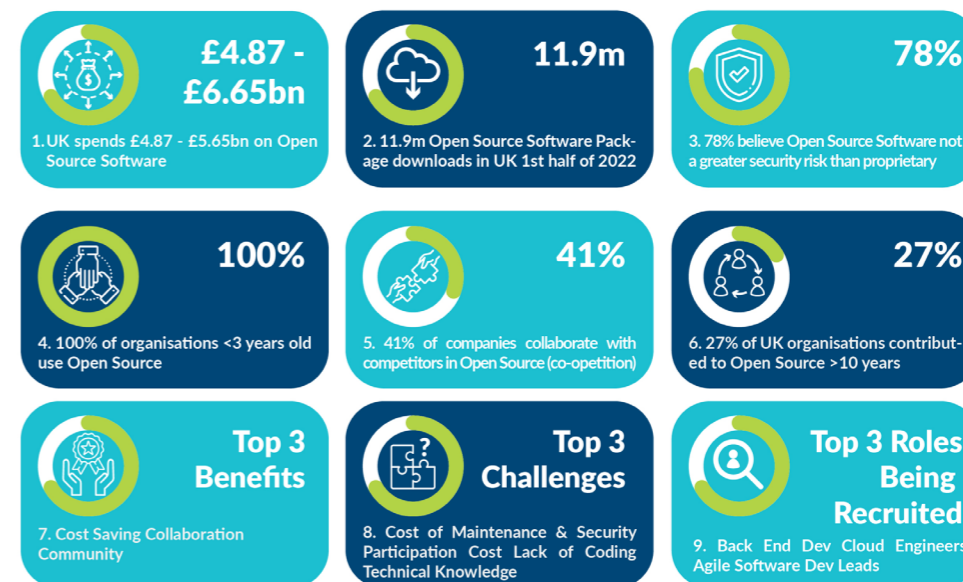 £4.87 -
£6.65bn
1. UK spends £4.87 - £5.65bn on Open
Source Software
11.9m
2. 11.9m Open Source Software Pack-
age downloads in UK 1st half of 2022
78%
3. 78% believe Open Source Software not
a greater security risk than proprietary
100%
4. 100% of organisations <3 years old
use Open Source
41%
5. 41% of companies collaborate with
competitors in Open Source (co-opetition)
27%
6. 27% of UK organisations contribut-
ed to Open Source >10 years
Top 3
Benefits
7. Cost Saving Collaboration
Community
Top 3
Challenges
8. Cost of Maintenance & Security
Participation Cost Lack of Coding
Technical Knowledge
Top 3 Roles
Being
Recruited
9. Back End Dev Cloud Engineers
Agile Software Dev Leads